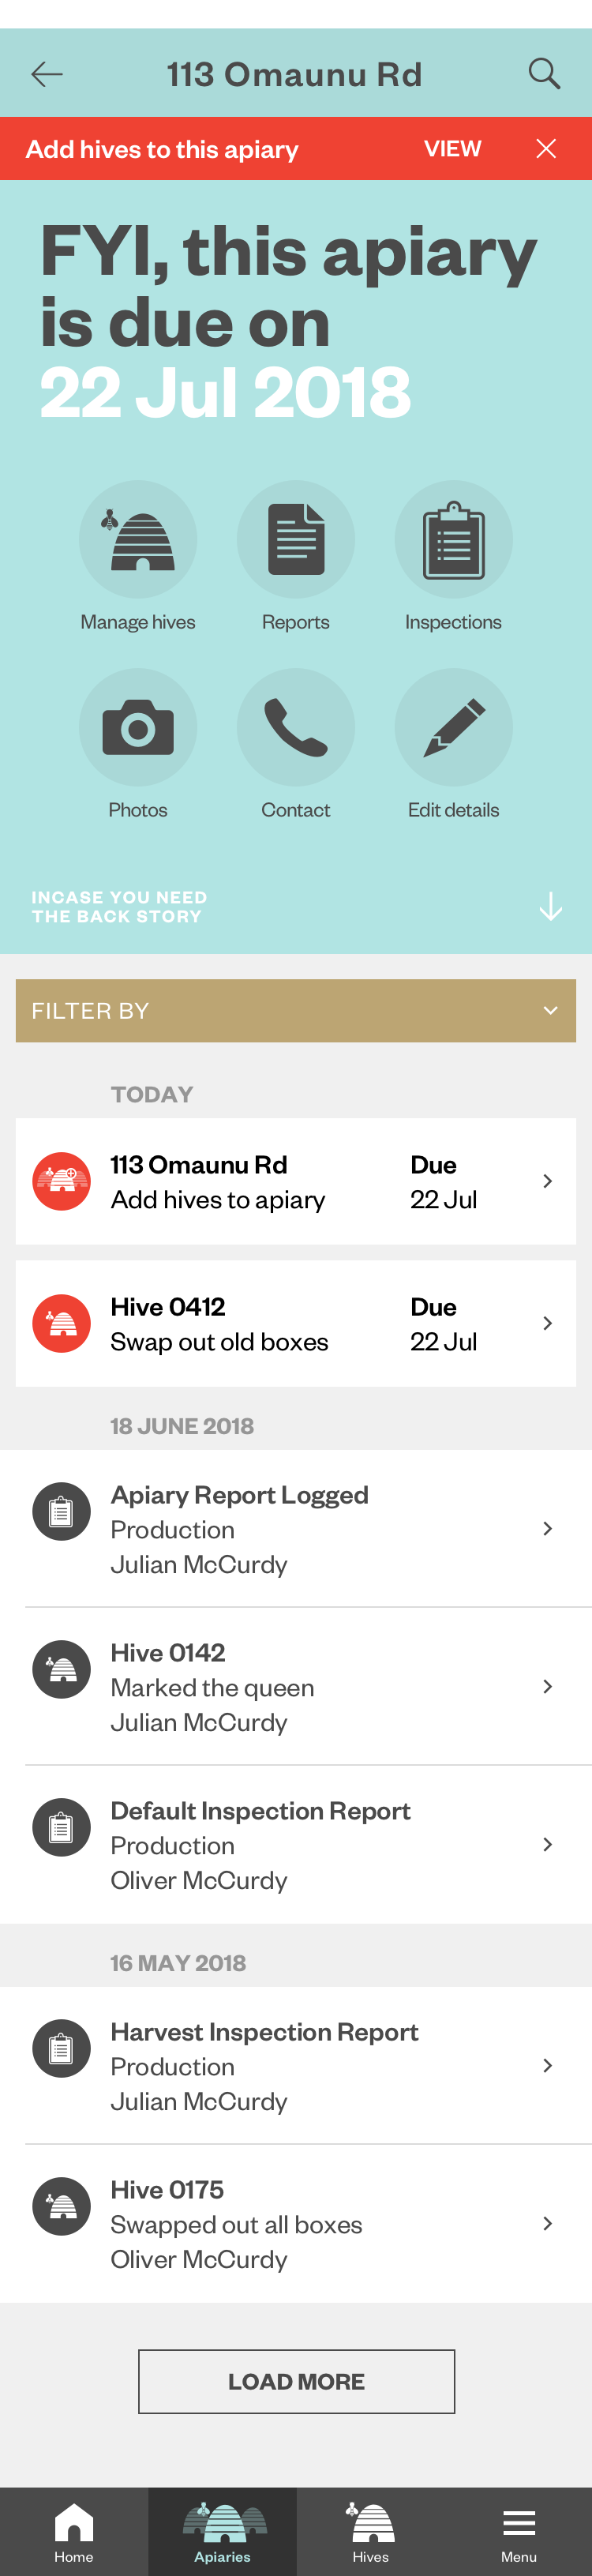 113 Omaunu Rd
Add hives to this apiary VIEW
FYI, this apiary
is due on
22 Jul 2018
Manage hives Reports Inspections
Photos Contact Edit details
INCASE YOU NEED
THE BACK STORY
FILTER BY
TODAY
113 Omaunu Rd Due
Add hives to apiary 22 Jul
Hive 0412 Due
Swap out old boxes 22 Jul
18 JUNE 2018
Apiary Report Logged
Production
Julian McCurdy
Hive 0142
Marked the queen
Julian McCurdy
Default Inspection Report
Production
Oliver McCurdy
16 MAY 2018
Harvest Inspection Report
Production
Julian McCurdy
Hive 0175
Swapped out all boxes
Oliver McCurdy
LOAD MORE
Home Apiaries Hives Menu